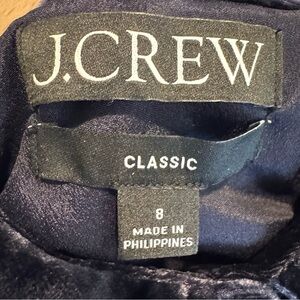 J.CREW
CLASSIC
8
MADE IN
PHILIPPINES